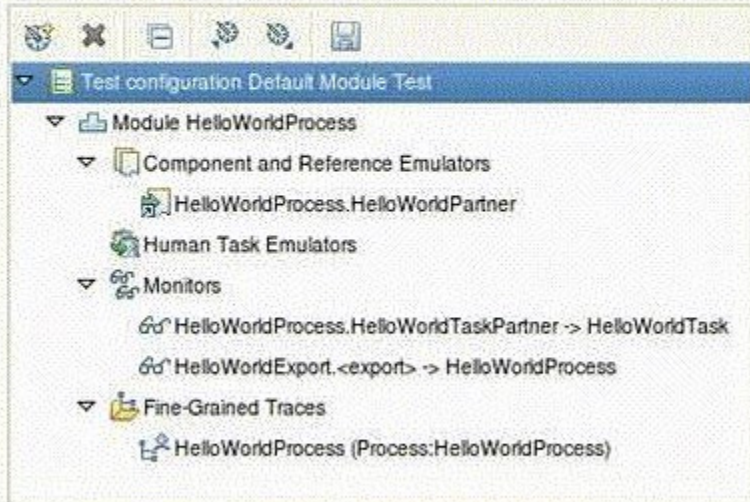 Test configuration Default Module Test
Module HelloWorldProcess
Component and Reference Emulators
HelloWorldProcess.HelloWorldPartner
Human Task Emulators
Monitors
HelloWorldProcess.HelloWorldTaskPartner -> HelloWorldTask
HelloWorldExport.<export> -> HelloWorldProcess
Fine-Grained Traces
HelloWorldProcess (Process:HelloWorldProcess)